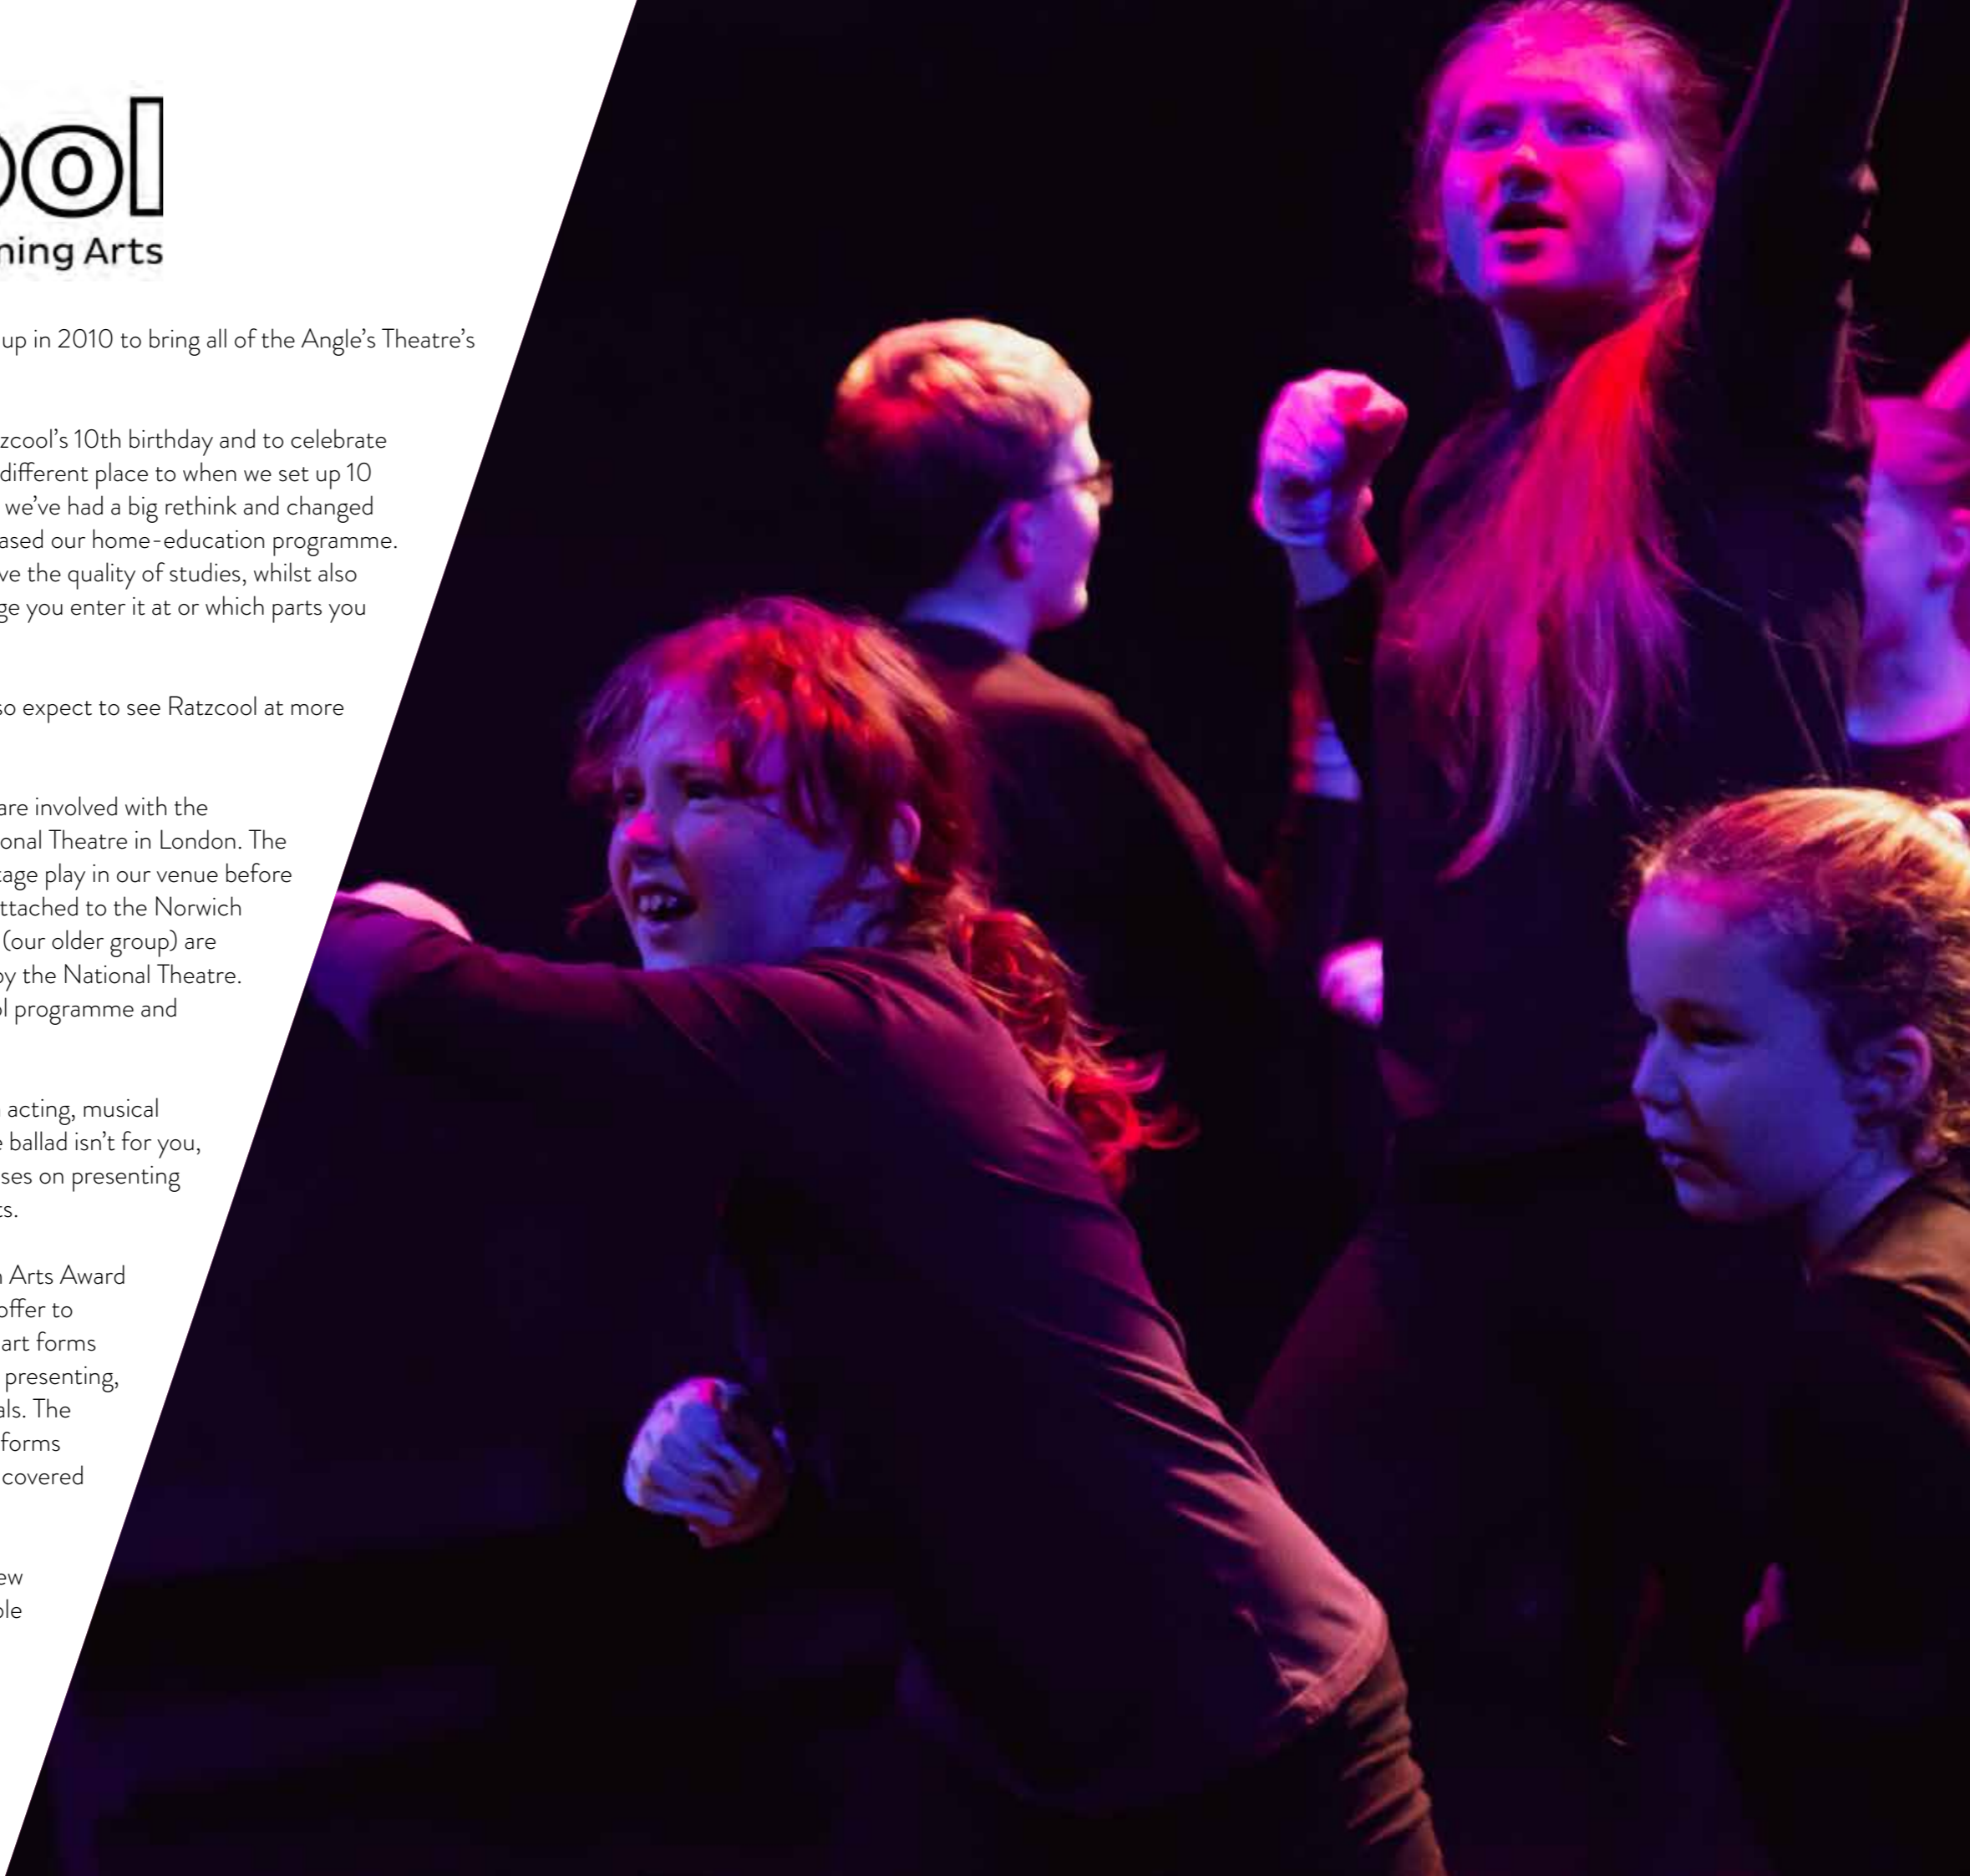 ool
ning Arts
up in 2010 to bring all of the Angle's Theatre's
zcool's 10th birthday and to celebrate
different place to when we set up 10
we've had a big rethink and changed
ased our home-education programme.
ve the quality of studies, whilst also
ge you enter it at or which parts you
so expect to see Ratzcool at more
are involved with the
onal Theatre in London. The
tage play in our venue before
ttached to the Norwich
(our older group) are
by the National Theatre.
ol programme and
acting, musical
e ballad isn't for you,
ses on presenting
ts.
n Arts Award
offer to
art forms
presenting,
als. The
forms
covered
ew
ple